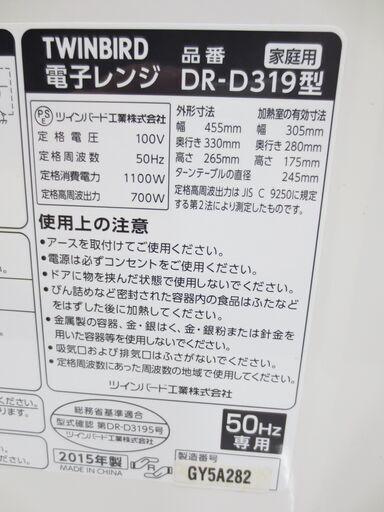 TWINBIRD 品番 家庭用
電子レンジ DR-D319型
PSE ツインバード工業株式会社
定格電圧 100V
定格周波数 50Hz
定格消費電力 1100W
定格高周波出力 700W
外形寸法
幅 455mm
奥行き 330mm
高さ 265mm
加熱室の有効寸法
幅 305mm
奥行き 280mm
高さ 175mm
ターンテーブルの直径 245mm
定格高周波出力はJIS C 9250に規定
する第2法により測定したものです。
使用上の注意
●アースを取付けてご使用ください。
●電源は必ずコンセントをご使用ください。
●ドアに物を挟んだ状態で使用しないでください。
●びん詰めなど密封された容器内の食品はふたなど
をはずした後に加熱してください。
●金属製の容器、金・銀はく、金・銀粉または針金を
用いた容器等を使用しないでください。
●吸気口および排気口はふさがないでください。
●定格周波数にあった周波数の地域で使用してください。
ツインバード工業株式会社
総務省基準適合
型式確認 第DR-D3195号
ツインバード工業株式会社
50Hz
専用
2015年製
MADE IN CHINA
R
製造番号
GY5A282